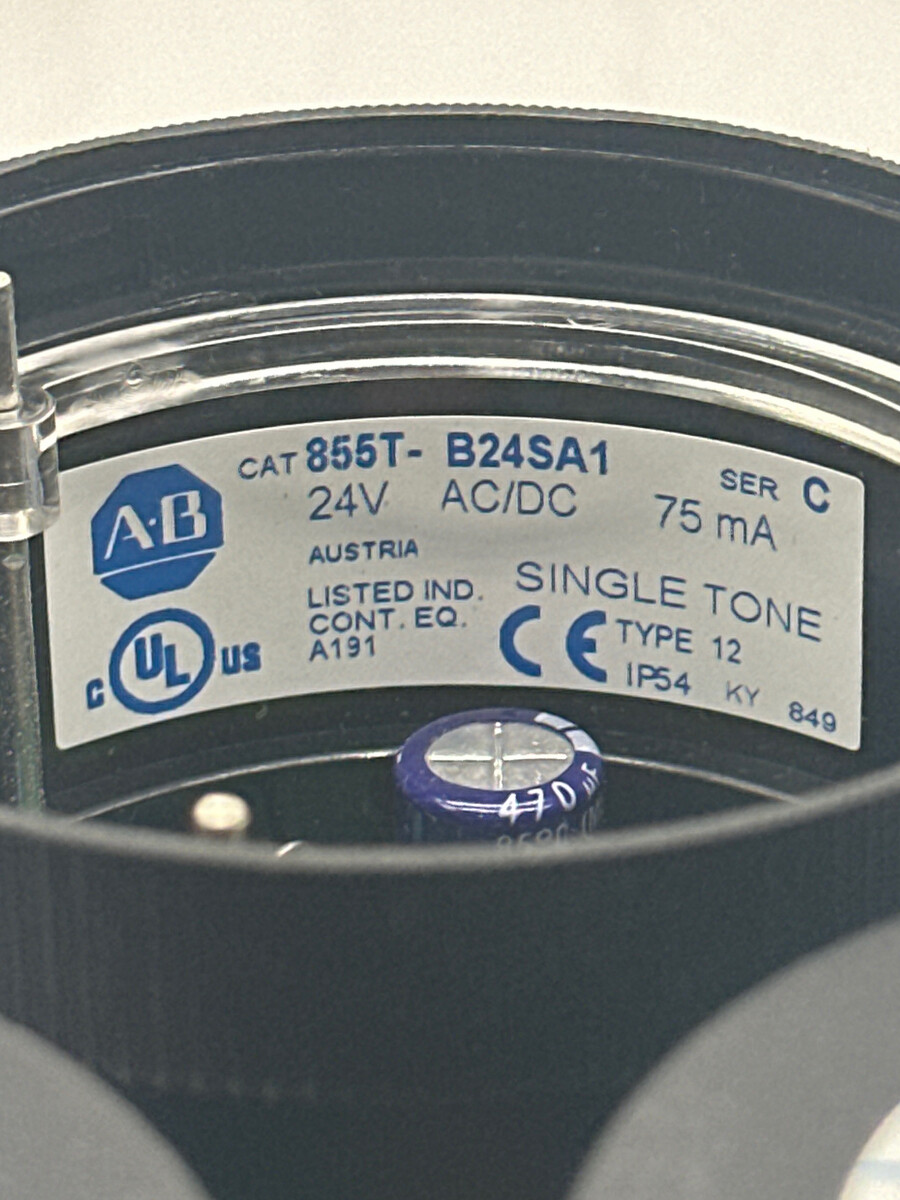 CAT 855T- B24SA1
SER C
24V AC/DC 75 mA
A·B
AUSTRIA
SINGLE TONE
LISTED IND.
CONT. EQ.
A191
C UL US
CE
TYPE 12
IP54 KY 849
470 µF